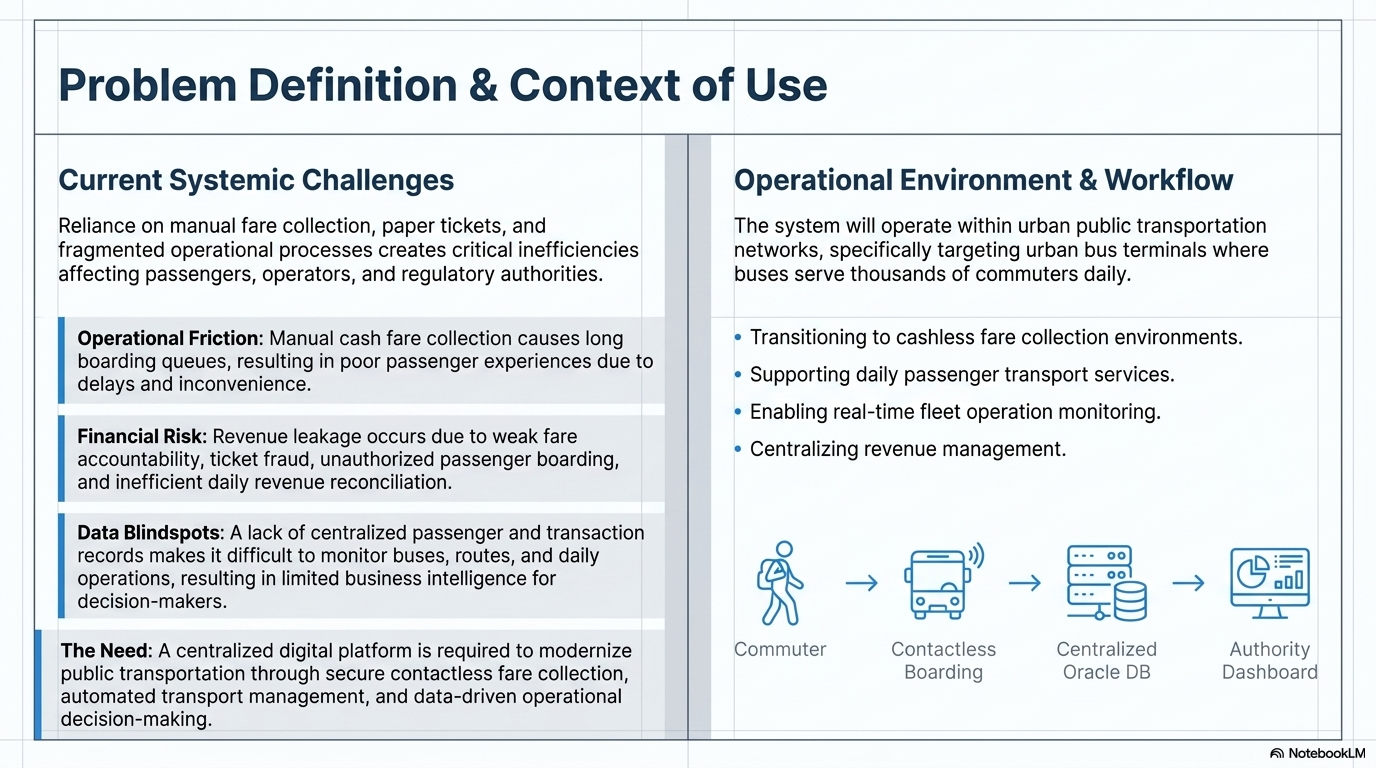 Problem Definition & Context of Use
Current Systemic Challenges
Reliance on manual fare collection, paper tickets, and
fragmented operational processes creates critical inefficiencies
affecting passengers, operators, and regulatory authorities.
Operational Friction: Manual cash fare collection causes long
boarding queues, resulting in poor passenger experiences due to
delays and inconvenience.
Financial Risk: Revenue leakage occurs due to weak fare
accountability, ticket fraud, unauthorized passenger boarding,
and inefficient daily revenue reconciliation.
Data Blindspots: A lack of centralized passenger and transaction
records makes it difficult to monitor buses, routes, and daily
operations, resulting in limited business intelligence for
decision-makers.
The Need: A centralized digital platform is required to modernize
public transportation through secure contactless fare collection,
automated transport management, and data-driven operational
decision-making.
Operational Environment & Workflow
The system will operate within urban public transportation
networks, specifically targeting urban bus terminals where
buses serve thousands of commuters daily.
• Transitioning to cashless fare collection environments.
• Supporting daily passenger transport services.
• Enabling real-time fleet operation monitoring.
• Centralizing revenue management.
Commuter
Contactless
Boarding
Centralized
Oracle DB
Authority
Dashboard
NotebookLM